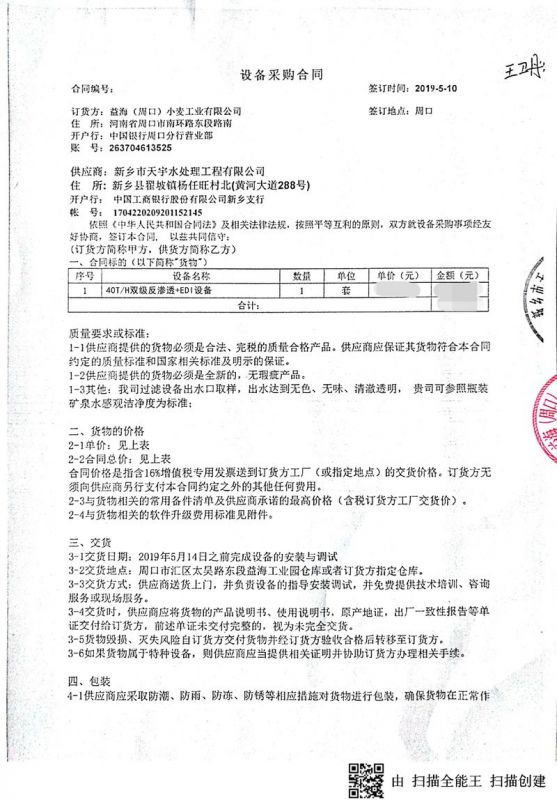 王卫彤
设备采购合同
合同编号： 签订时间： 2019-5-10
订货方：益海（周口）小麦工业有限公司 签订地点：周口
住 所：河南省周口市南环路东段路南
开户行：中国银行周口分行营业部
账 号：263704613525
供应商：新乡市天宇水处理工程有限公司
住 所：新乡县翟坡镇杨任旺村北(黄河大道288号)
开户行：中国工商银行股份有限公司新乡支行
帐 号：1704220209201152145
依照《中华人民共和国合同法》及相关法律法规，按照平等互利的原则，双方就设备采购事项经友
好协商，签订本合同， 以兹共同信守：
(订货方简称甲方，供货方简称乙方)
一、合同标的（以下简称"货物"）
序号 设备名称 数量 单位 单价（元） 金额（元）
1 40T/H双级反渗透+EDI设备 1 套
合计：
质量要求或标准：
1-1供应商提供的货物必须是合法、完税的质量合格产品。供应商应保证其货物符合本合同
约定的质量标准和国家相关标准及明示的保证。
1-2供应商提供的货物必须是全新的，无瑕疵产品。
1-3其他：我司过滤设备出水口取样，出水达到无色、无味、清澈透明， 贵司可参照瓶装
矿泉水感观洁净度为标准；
二、货物的价格
2-1单价：见上表
2-2合同总价：见上表
合同价格是指含16%增值税专用发票送到订货方工厂（或指定地点）的交货价格。订货方无
须向供应商另行支付本合同约定之外的其他任何费用。
2-3与货物相关的常用备件清单及供应商承诺的最高价格（含税订货方工厂交货价）。
2-4与货物相关的软件升级费用标准见附件。
三、交货
3-1交货日期：2019年5月14日之前完成设备的安装与调试
3-2交货地点：周口市汇区太昊路东段益海工业园仓库或者订货方指定仓库。
3-3交货方式：供应商送货上门，并负责设备的指导安装调试，并免费提供技术培训、咨询
服务或现场服务。
3-4交货时，供应商应将货物的产品说明书、使用说明书，原产地证，出厂一致性报告等单
证交付给订货方，前述单证未交付完整的，视为未完全交货。
3-5货物毁损、灭失风险自订货方交付货物并经订货方验收合格后转移至订货方。
3-6如果货物属于特种设备，则供应商应当提供相关证明并协助订货方办理相关手续。
四、包装
4-1供应商应采取防潮、防雨、防冻、防锈等相应措施对货物进行包装，确保货物在正常作
由 扫描全能王 扫描创建